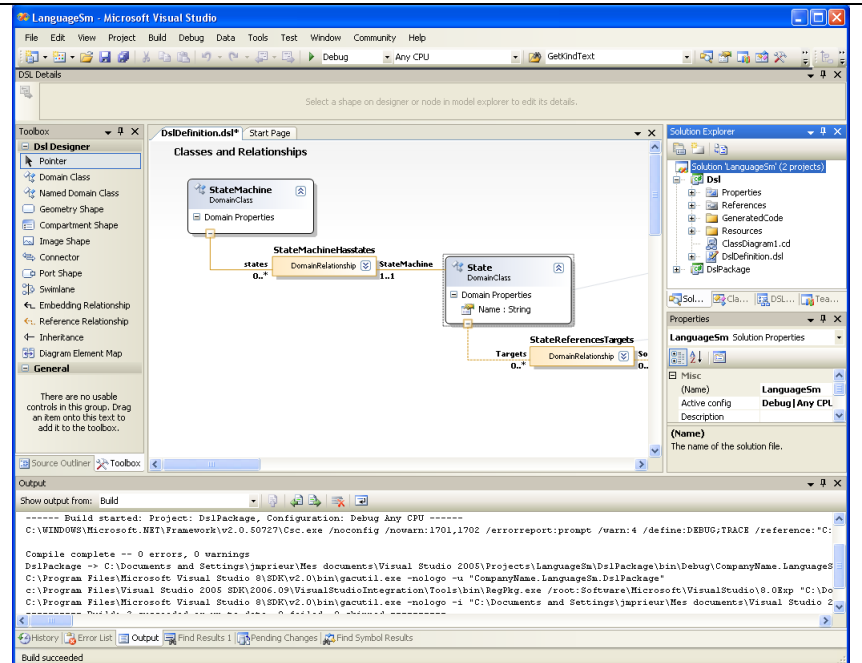 LanguageSm - Microsoft Visual Studio
File Edit View Project Build Debug Data Tools Test Window Community Help
Debug Any CPU GetKindText
DSL Details
Select a shape on designer or node in model explorer to edit its details.
Toolbox
Dsl Designer
Pointer
Domain Class
Named Domain Class
Geometry Shape
Compartment Shape
Image Shape
Connector
Port Shape
Swimlane
Embedding Relationship
Reference Relationship
Inheritance
Diagram Element Map
General
There are no usable
controls in this group. Drag
an item onto this text to
add it to the toolbox.
Source Outliner Toolbox
DslDefinition.dsl* Start Page
Classes and Relationships
StateMachine
DomainClass
Domain Properties
StateMachineHasstates
states DomainRelationship StateMachine
0..* 1..1
State
DomainClass
Domain Properties
Name : String
StateReferencesTargets
Targets DomainRelationship So
0..* 0..
Solution Explorer
Solution 'LanguageSm' (2 projects)
Dsl
Properties
References
GeneratedCode
Resources
ClassDiagram1.cd
DslDefinition.dsl
DslPackage
Sol... Cla... DSL... Tea...
Properties
LanguageSm Solution Properties
Misc
(Name) LanguageSm
Active config Debug|Any CPU
Description
(Name)
The name of the solution file.
Output
Show output from: Build
------ Build started: Project: DslPackage, Configuration: Debug Any CPU ------
C:\WINDOWS\Microsoft.NET\Framework\v2.0.50727\Csc.exe /noconfig /nowarn:1701,1702 /errorreport:prompt /warn:4 /define:DEBUG;TRACE /reference:"C:
Compile complete -- 0 errors, 0 warnings
DslPackage -> C:\Documents and Settings\jmprieur\Mes documents\Visual Studio 2005\Projects\LanguageSm\DslPackage\bin\Debug\CompanyName.LanguageS
C:\Program Files\Microsoft Visual Studio 8\SDK\v2.0\bin\gacutil.exe -nologo -u "CompanyName.LanguageSm.DslPackage"
c:\Program Files\Visual Studio 2005 SDK\2006.09\VisualStudioIntegration\Tools\bin\RegPkg.exe /root:Software\Microsoft\VisualStudio\8.0Exp "C:\Do
C:\Program Files\Microsoft Visual Studio 8\SDK\v2.0\bin\gacutil.exe -nologo -i "C:\Documents and Settings\jmprieur\Mes documents\Visual Studio 2
History Error List Output Find Results 1 Pending Changes Find Symbol Results
Build succeeded